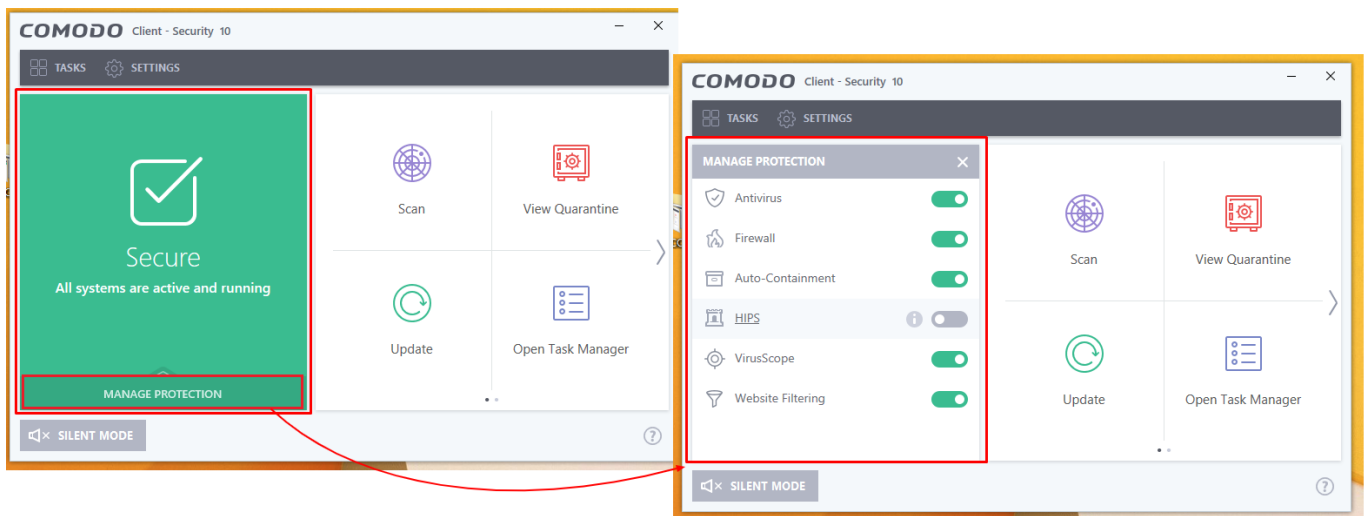 COMODO Client - Security 10
TASKS SETTINGS
Secure
All systems are active and running
MANAGE PROTECTION
Scan
View Quarantine
Update
Open Task Manager
SILENT MODE
?
COMODO Client - Security 10
TASKS SETTINGS
MANAGE PROTECTION
Antivirus
Firewall
Auto-Containment
HIPS
VirusScope
Website Filtering
Scan
View Quarantine
Update
Open Task Manager
SILENT MODE
?